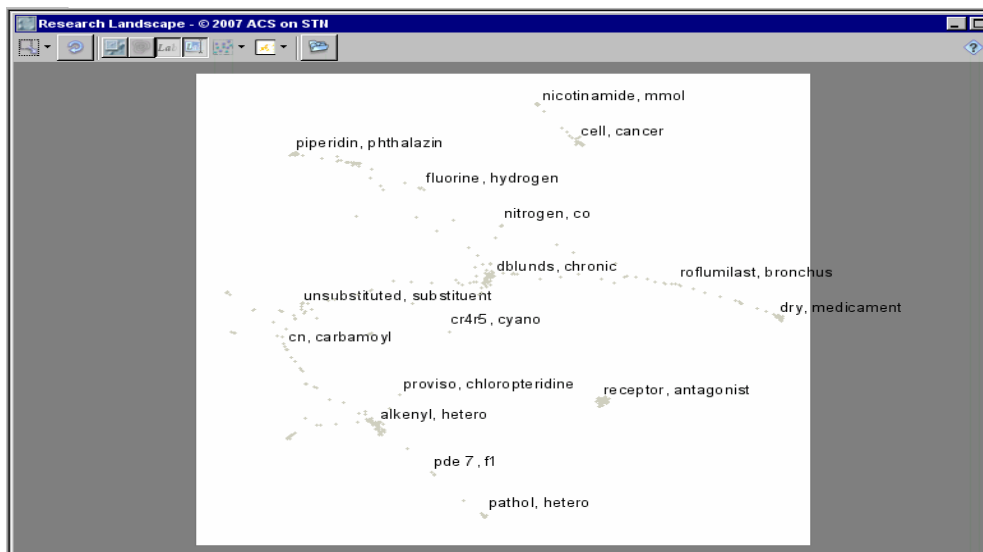 Research Landscape - © 2007 ACS on STN
Lal
nicotinamide, mmol
cell, cancer
piperidin, phthalazin
fluorine, hydrogen
nitrogen, co
dblunds, chronic
roflumilast, bronchus
unsubstituted, substituent
dry, medicament
cr4r5, cyano
cn, carbamoyl
proviso, chloropteridine
receptor, antagonist
alkenyl, hetero
pde 7, f1
pathol, hetero